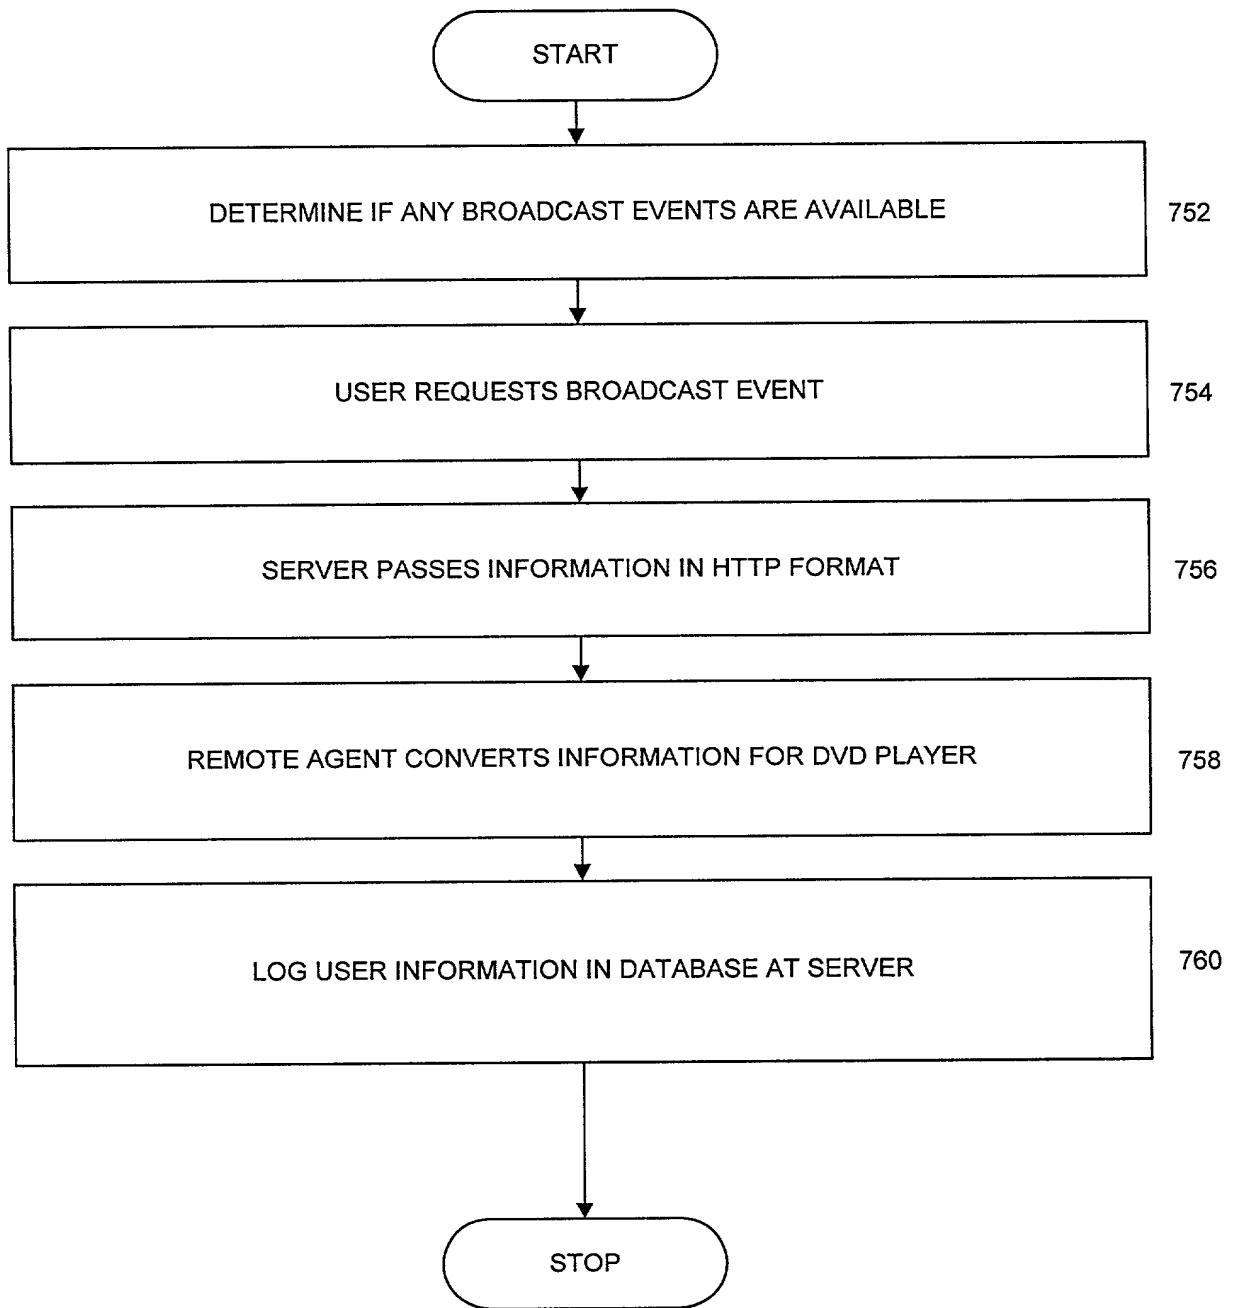 START
DETERMINE IF ANY BROADCAST EVENTS ARE AVAILABLE
752
USER REQUESTS BROADCAST EVENT
754
SERVER PASSES INFORMATION IN HTTP FORMAT
756
REMOTE AGENT CONVERTS INFORMATION FOR DVD PLAYER
758
LOG USER INFORMATION IN DATABASE AT SERVER
760
STOP